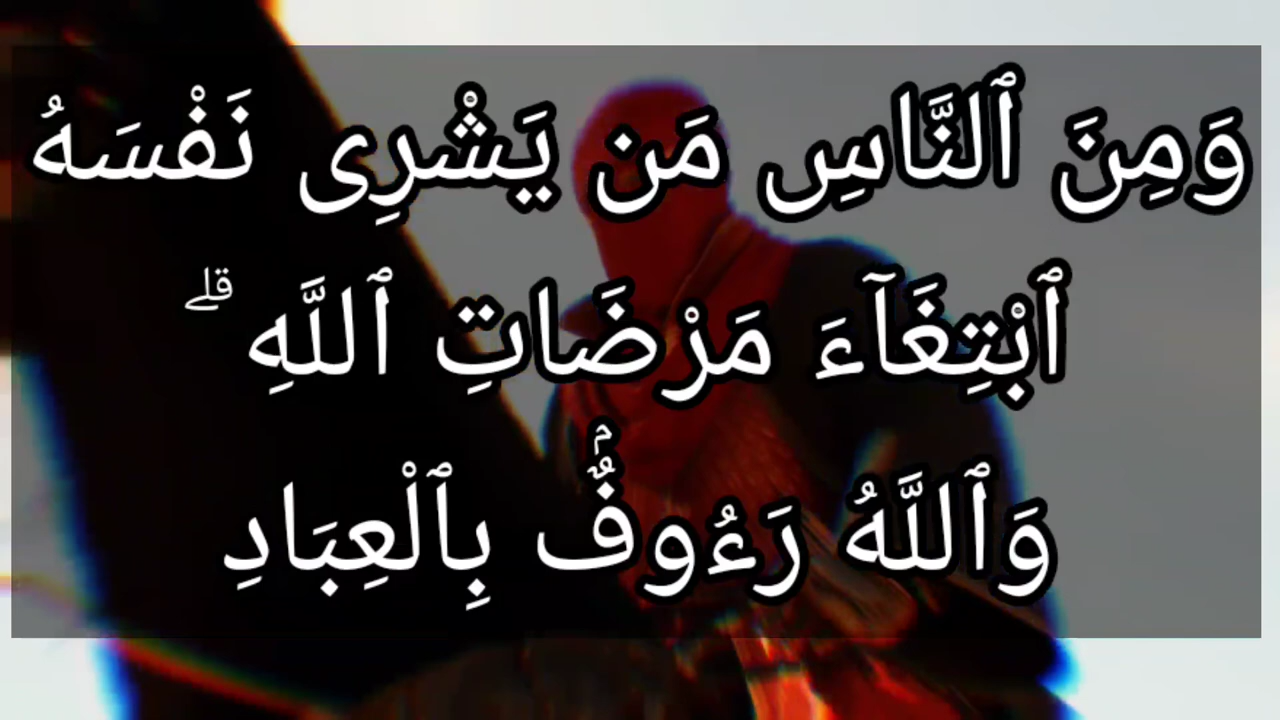 وَمِنَ ٱلنَّاسِ مَن يَشْرِى نَفْسَهُ
ٱبْتِغَآءَ مَرْضَاتِ ٱللَّهِ ۗ
وَٱللَّهُ رَءُوفٌۢ بِٱلْعِبَادِ